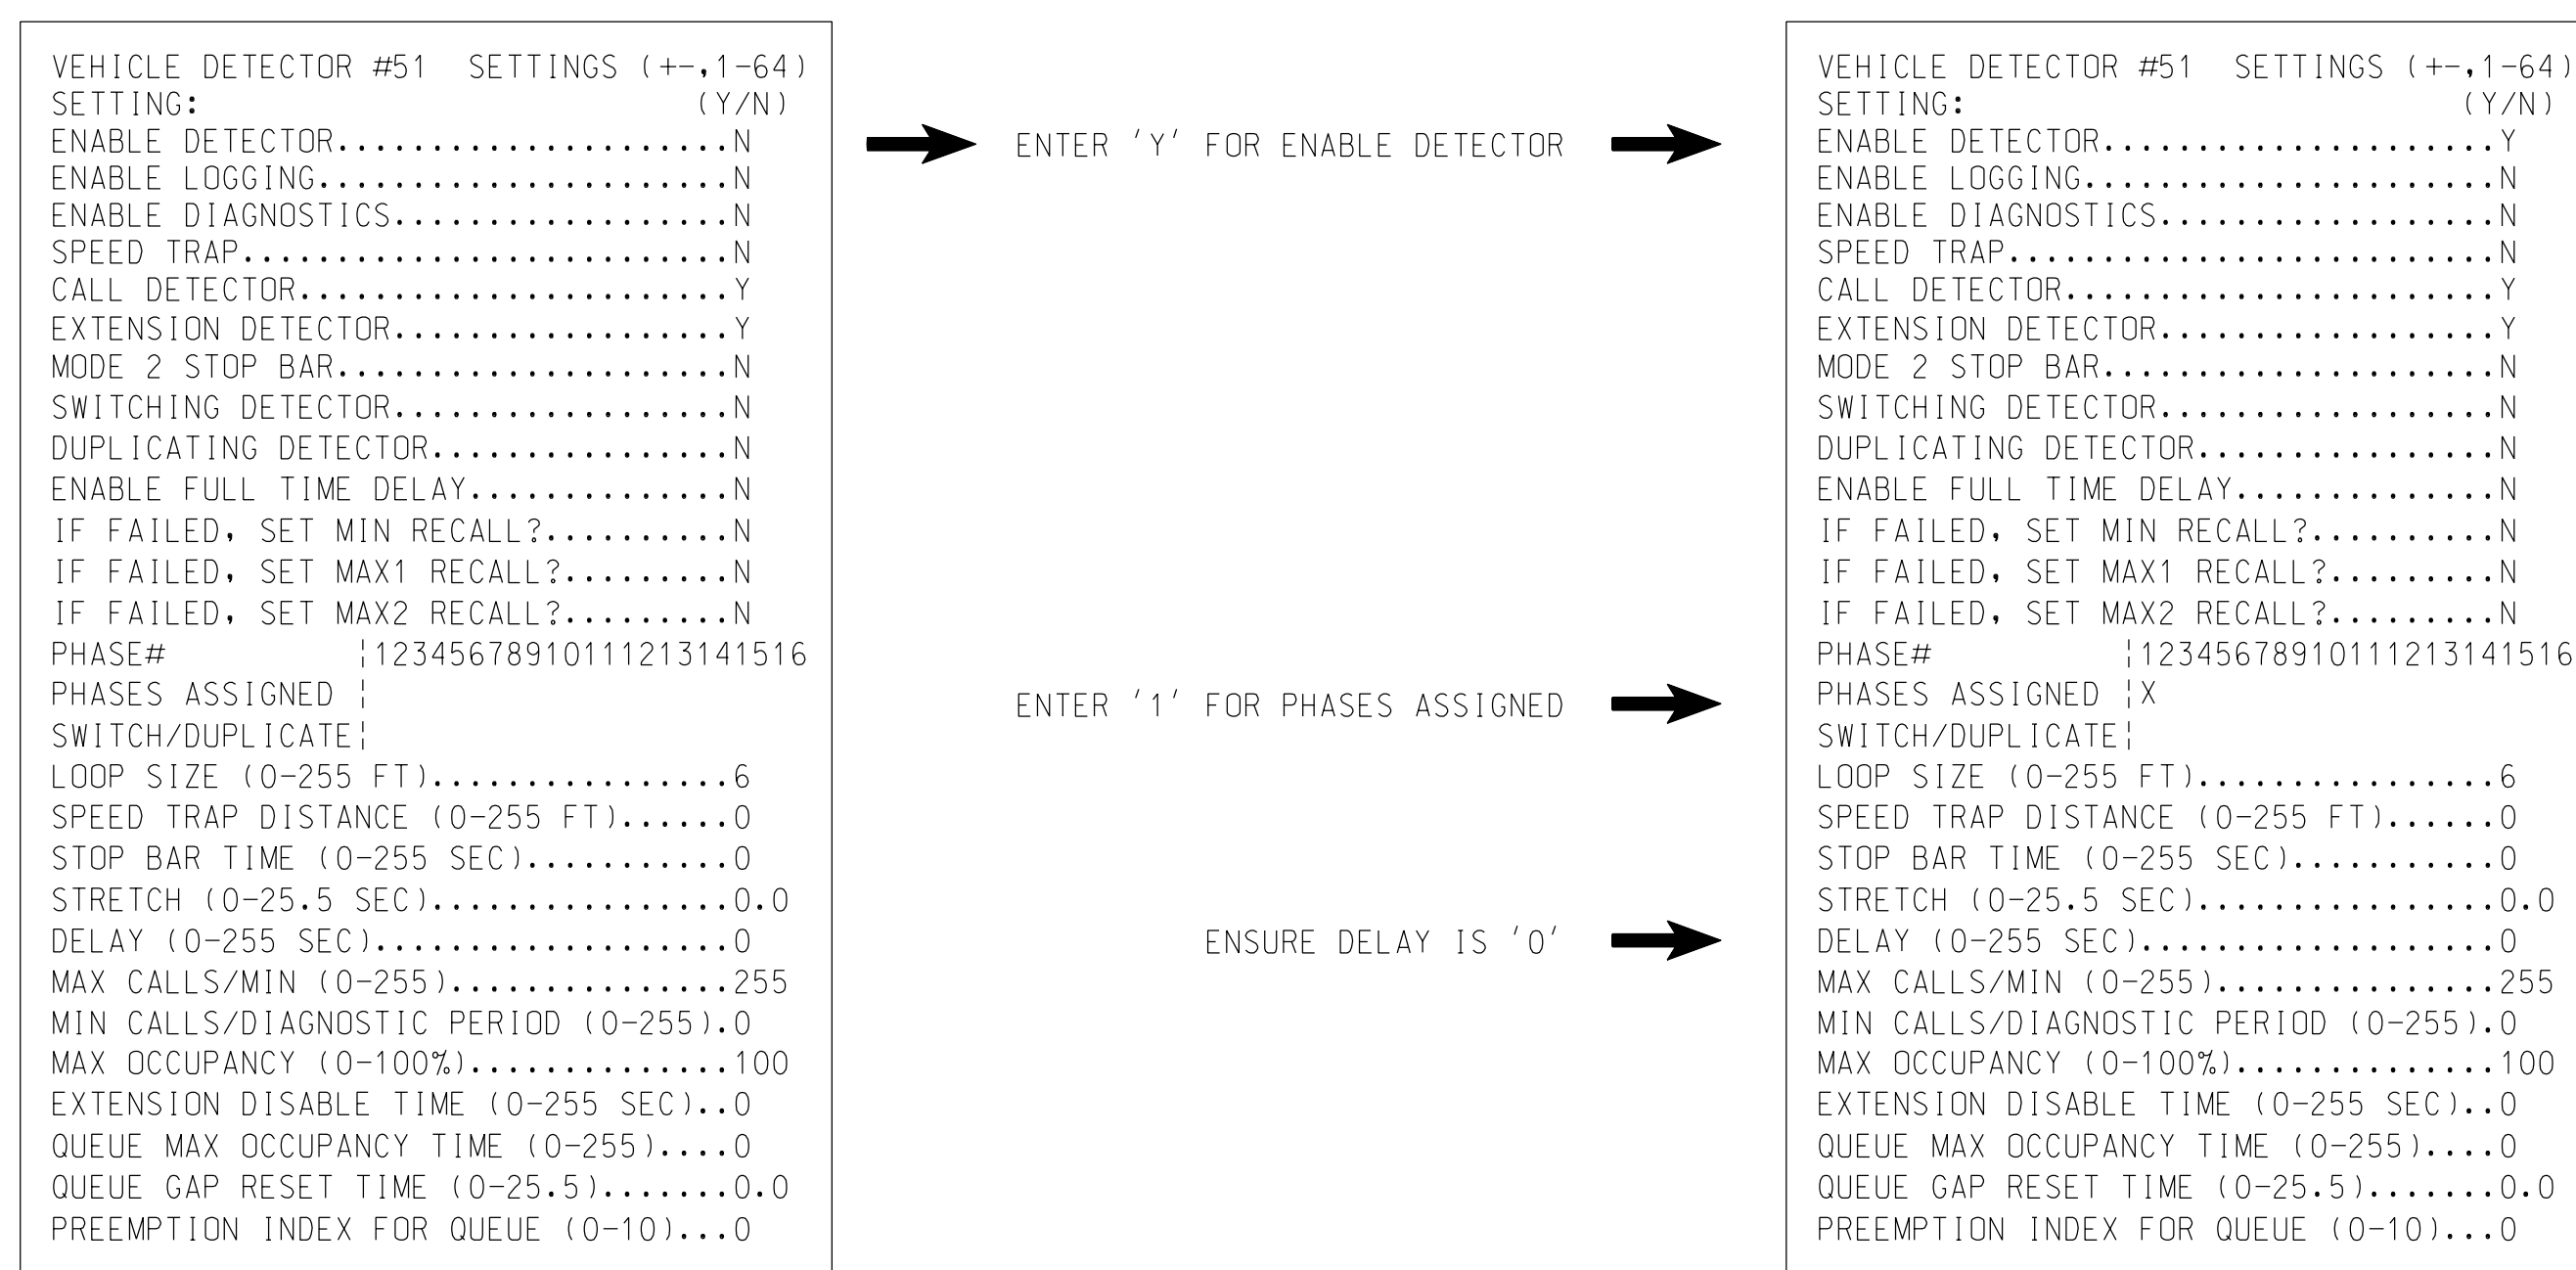 VEHICLE DETECTOR #51  SETTINGS (+-,1-64)
SETTING:                          (Y/N)
ENABLE DETECTOR.....................N
ENABLE LOGGING......................N
ENABLE DIAGNOSTICS..................N
SPEED TRAP..........................N
CALL DETECTOR.......................Y
EXTENSION DETECTOR..................Y
MODE 2 STOP BAR.....................N
SWITCHING DETECTOR..................N
DUPLICATING DETECTOR................N
ENABLE FULL TIME DELAY..............N
IF FAILED, SET MIN RECALL?..........N
IF FAILED, SET MAX1 RECALL?.........N
IF FAILED, SET MAX2 RECALL?.........N
PHASE#          ¦12345678910111213141516
PHASES ASSIGNED ¦
SWITCH/DUPLICATE¦
LOOP SIZE (0-255 FT)................6
SPEED TRAP DISTANCE (0-255 FT)......0
STOP BAR TIME (0-255 SEC)...........0
STRETCH (0-25.5 SEC)................0.0
DELAY (0-255 SEC)...................0
MAX CALLS/MIN (0-255)...............255
MIN CALLS/DIAGNOSTIC PERIOD (0-255).0
MAX OCCUPANCY (0-100%)..............100
EXTENSION DISABLE TIME (0-255 SEC)..0
QUEUE MAX OCCUPANCY TIME (0-255)....0
QUEUE GAP RESET TIME (0-25.5).......0.0
PREEMPTION INDEX FOR QUEUE (0-10)...0
ENTER 'Y' FOR ENABLE DETECTOR
ENTER '1' FOR PHASES ASSIGNED
ENSURE DELAY IS '0'
VEHICLE DETECTOR #51  SETTINGS (+-,1-64)
SETTING:                          (Y/N)
ENABLE DETECTOR.....................Y
ENABLE LOGGING......................N
ENABLE DIAGNOSTICS..................N
SPEED TRAP..........................N
CALL DETECTOR.......................Y
EXTENSION DETECTOR..................Y
MODE 2 STOP BAR.....................N
SWITCHING DETECTOR..................N
DUPLICATING DETECTOR................N
ENABLE FULL TIME DELAY..............N
IF FAILED, SET MIN RECALL?..........N
IF FAILED, SET MAX1 RECALL?.........N
IF FAILED, SET MAX2 RECALL?.........N
PHASE#          ¦12345678910111213141516
PHASES ASSIGNED ¦X
SWITCH/DUPLICATE¦
LOOP SIZE (0-255 FT)................6
SPEED TRAP DISTANCE (0-255 FT)......0
STOP BAR TIME (0-255 SEC)...........0
STRETCH (0-25.5 SEC)................0.0
DELAY (0-255 SEC)...................0
MAX CALLS/MIN (0-255)...............255
MIN CALLS/DIAGNOSTIC PERIOD (0-255).0
MAX OCCUPANCY (0-100%)..............100
EXTENSION DISABLE TIME (0-255 SEC)..0
QUEUE MAX OCCUPANCY TIME (0-255)....0
QUEUE GAP RESET TIME (0-25.5).......0.0
PREEMPTION INDEX FOR QUEUE (0-10)...0